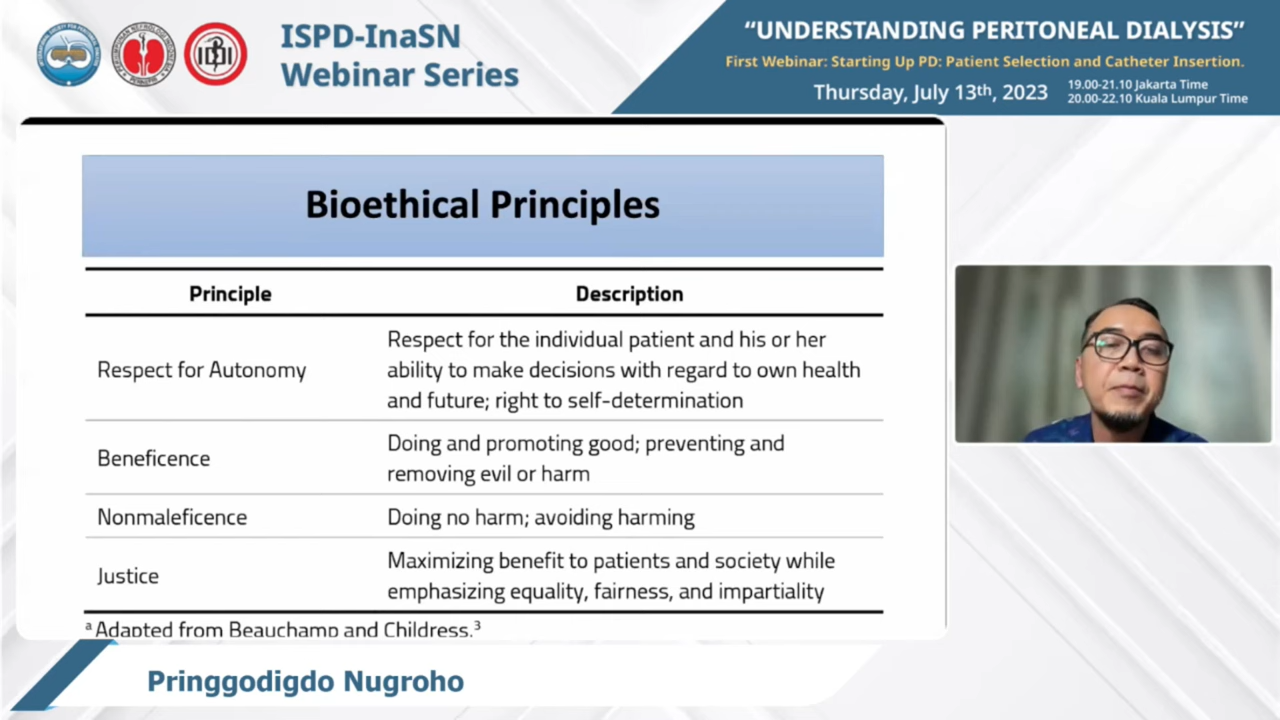 ISPD-InaSN
Webinar Series
“UNDERSTANDING PERITONEAL DIALYSIS”
First Webinar: Starting Up PD: Patient Selection and Catheter Insertion.
Thursday, July 13th, 2023
19.00-21.10 Jakarta Time
20.00-22.10 Kuala Lumpur Time
Bioethical Principles
Principle Description
Respect for Autonomy
Respect for the individual patient and his or her
ability to make decisions with regard to own health
and future; right to self-determination
Beneficence
Doing and promoting good; preventing and
removing evil or harm
Nonmaleficence
Doing no harm; avoiding harming
Justice
Maximizing benefit to patients and society while
emphasizing equality, fairness, and impartiality
ᵃ Adapted from Beauchamp and Childress.³
Pringgodigdo Nugroho